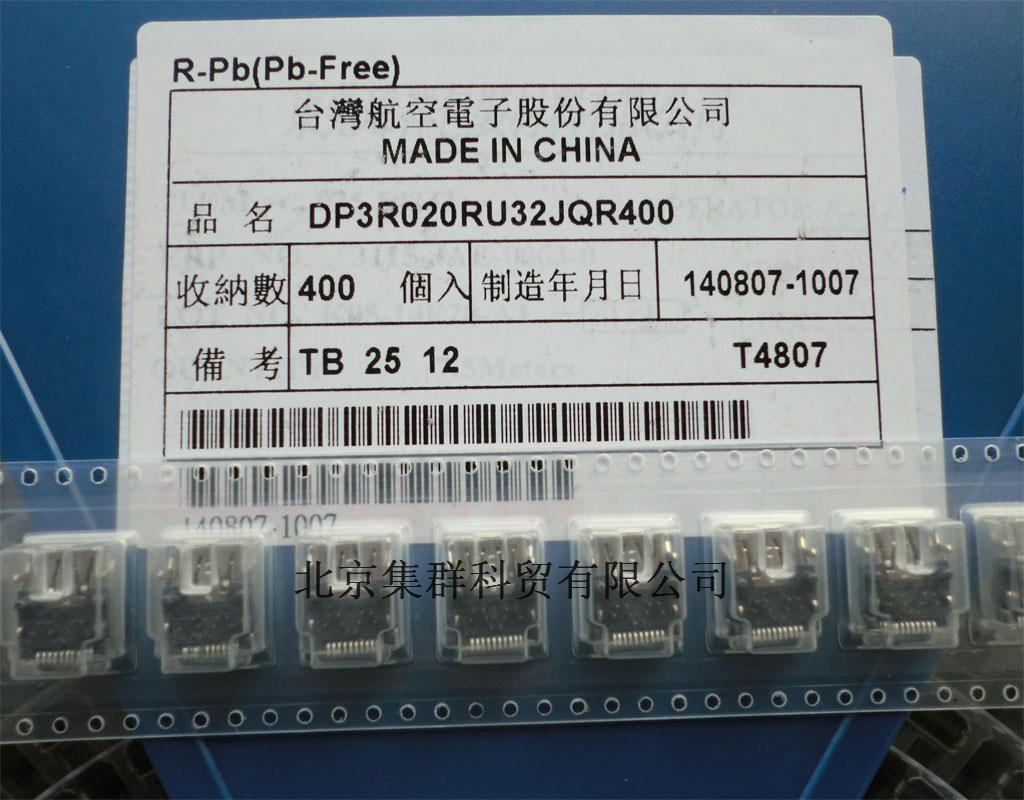 R-Pb(Pb-Free)
台灣航空電子股份有限公司
MADE IN CHINA
品 名 DP3R020RU32JQR400
收納數 400 個入 制造年月日 140807-1007
備 考 TB 25 12 T4807
140807-1007
北京集群科贸有限公司